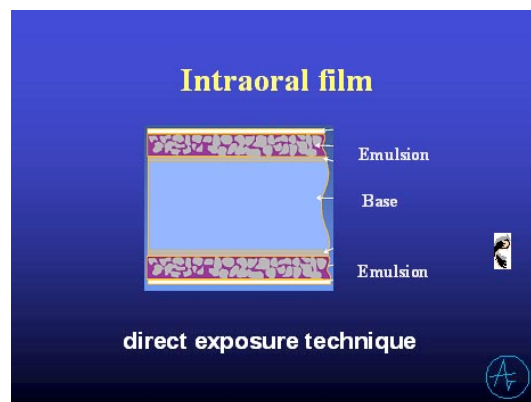 Intraoral film
Emulsion
Base
Emulsion
direct exposure technique